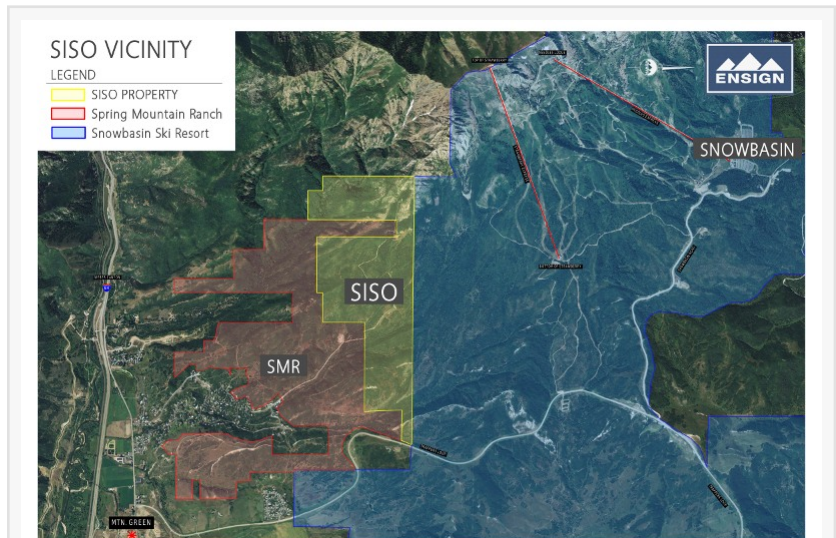 SISO VICINITY
LEGEND
SISO PROPERTY
Spring Mountain Ranch
Snowbasin Ski Resort
ENSIGN
SNOWBASIN
SISO
SMR
MTN. GREEN